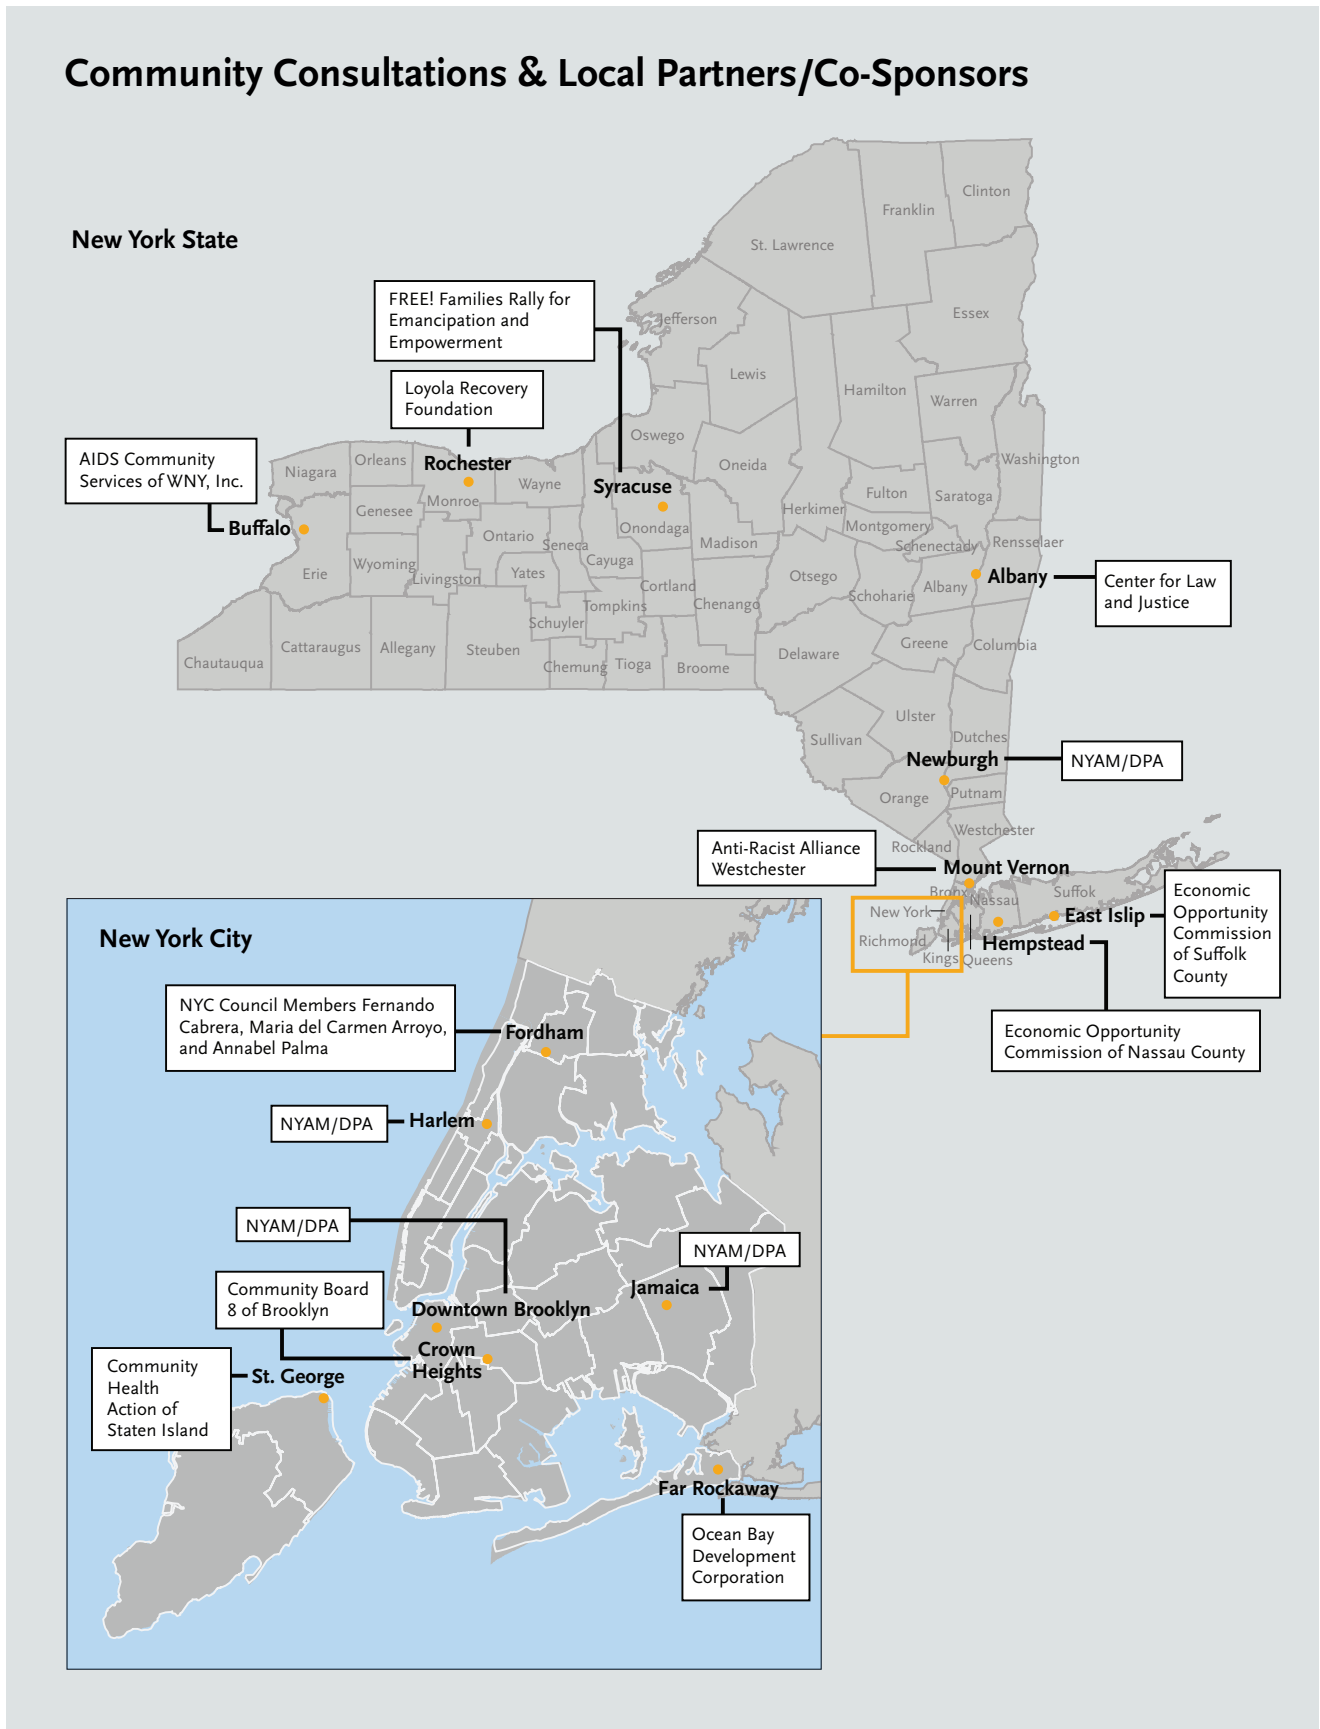 Community Consultations & Local Partners/Co-Sponsors
New York State
Clinton
Franklin
St. Lawrence
FREE! Families Rally for
Emancipation and
Empowerment
Jefferson
Essex
Lewis
Hamilton
Warren
Loyola Recovery
Foundation
Oswego
AIDS Community
Services of WNY, Inc.
Niagara
Orleans
Rochester
Oneida
Washington
Wayne
Syracuse
Monroe
Genesee
Fulton
Saratoga
Herkimer
Buffalo
Onondaga
Montgomery
Ontario
Seneca
Madison
Schenectady
Rensselaer
Cayuga
Wyoming
Erie
Livingston
Yates
Cortland
Otsego
Albany
Albany
Center for Law
and Justice
Schoharie
Tompkins
Chenango
Schuyler
Cattaraugus
Allegany
Steuben
Greene
Columbia
Chautauqua
Chemung
Tioga
Broome
Delaware
Ulster
Sullivan
Dutches
Newburgh
NYAM/DPA
Orange
Putnam
Westchester
Rockland
Anti-Racist Alliance
Westchester
Mount Vernon
Bronx
Nassau
Suffok
Economic
Opportunity
Commission
of Suffolk
County
New York
East Islip
Richmond
Hempstead
Kings
Queens
Economic Opportunity
Commission of Nassau County
New York City
NYC Council Members Fernando
Cabrera, Maria del Carmen Arroyo,
and Annabel Palma
Fordham
NYAM/DPA
Harlem
NYAM/DPA
NYAM/DPA
Jamaica
Community Board
8 of Brooklyn
Downtown Brooklyn
Crown
Heights
Community
Health
Action of
Staten Island
St. George
Far Rockaway
Ocean Bay
Development
Corporation